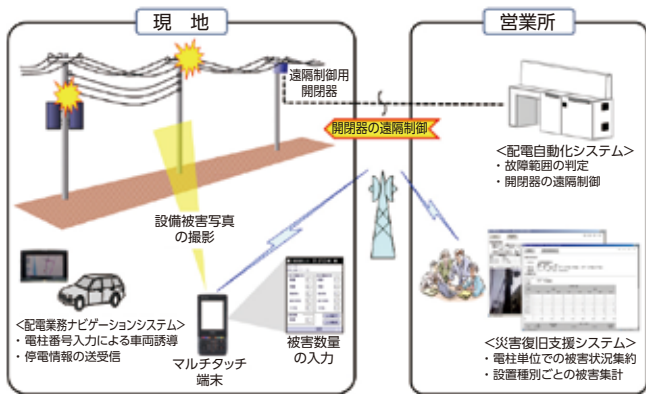 現　地
営業所
遠隔制御用
開閉器
開閉器の遠隔制御
<配電自動化システム>
・故障範囲の判定
・開閉器の遠隔制御
設備被害写真
の撮影
<配電業務ナビゲーションシステム>
・電柱番号入力による車両誘導
・停電情報の送受信
マルチタッチ
端末
被害数量
の入力
<災害復旧支援システム>
・電柱単位での被害状況集約
・設置種別ごとの被害集計